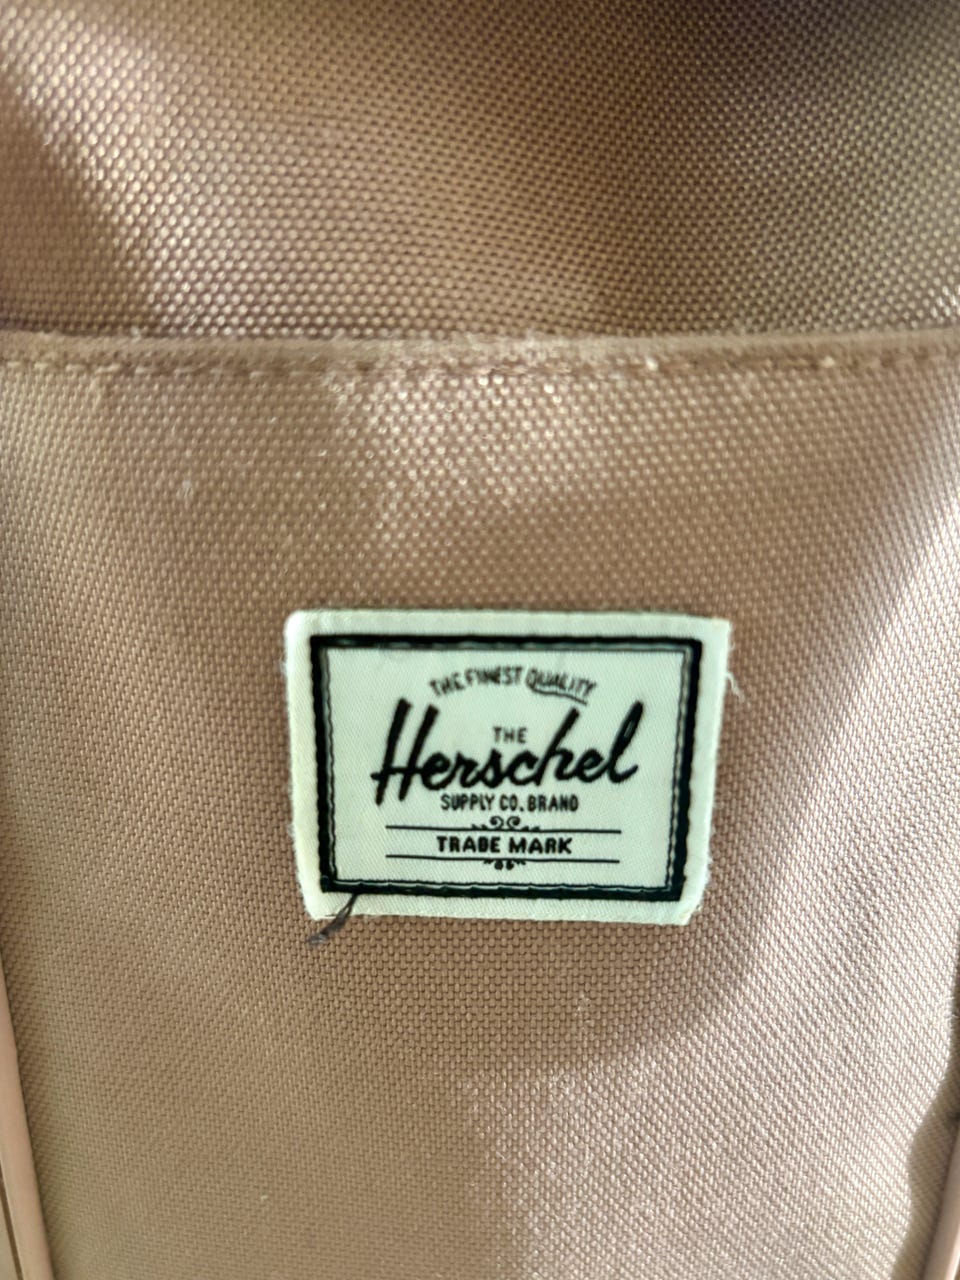 THE FINEST QUALITY
THE
Herschel
SUPPLY CO. BRAND
TRADE MARK